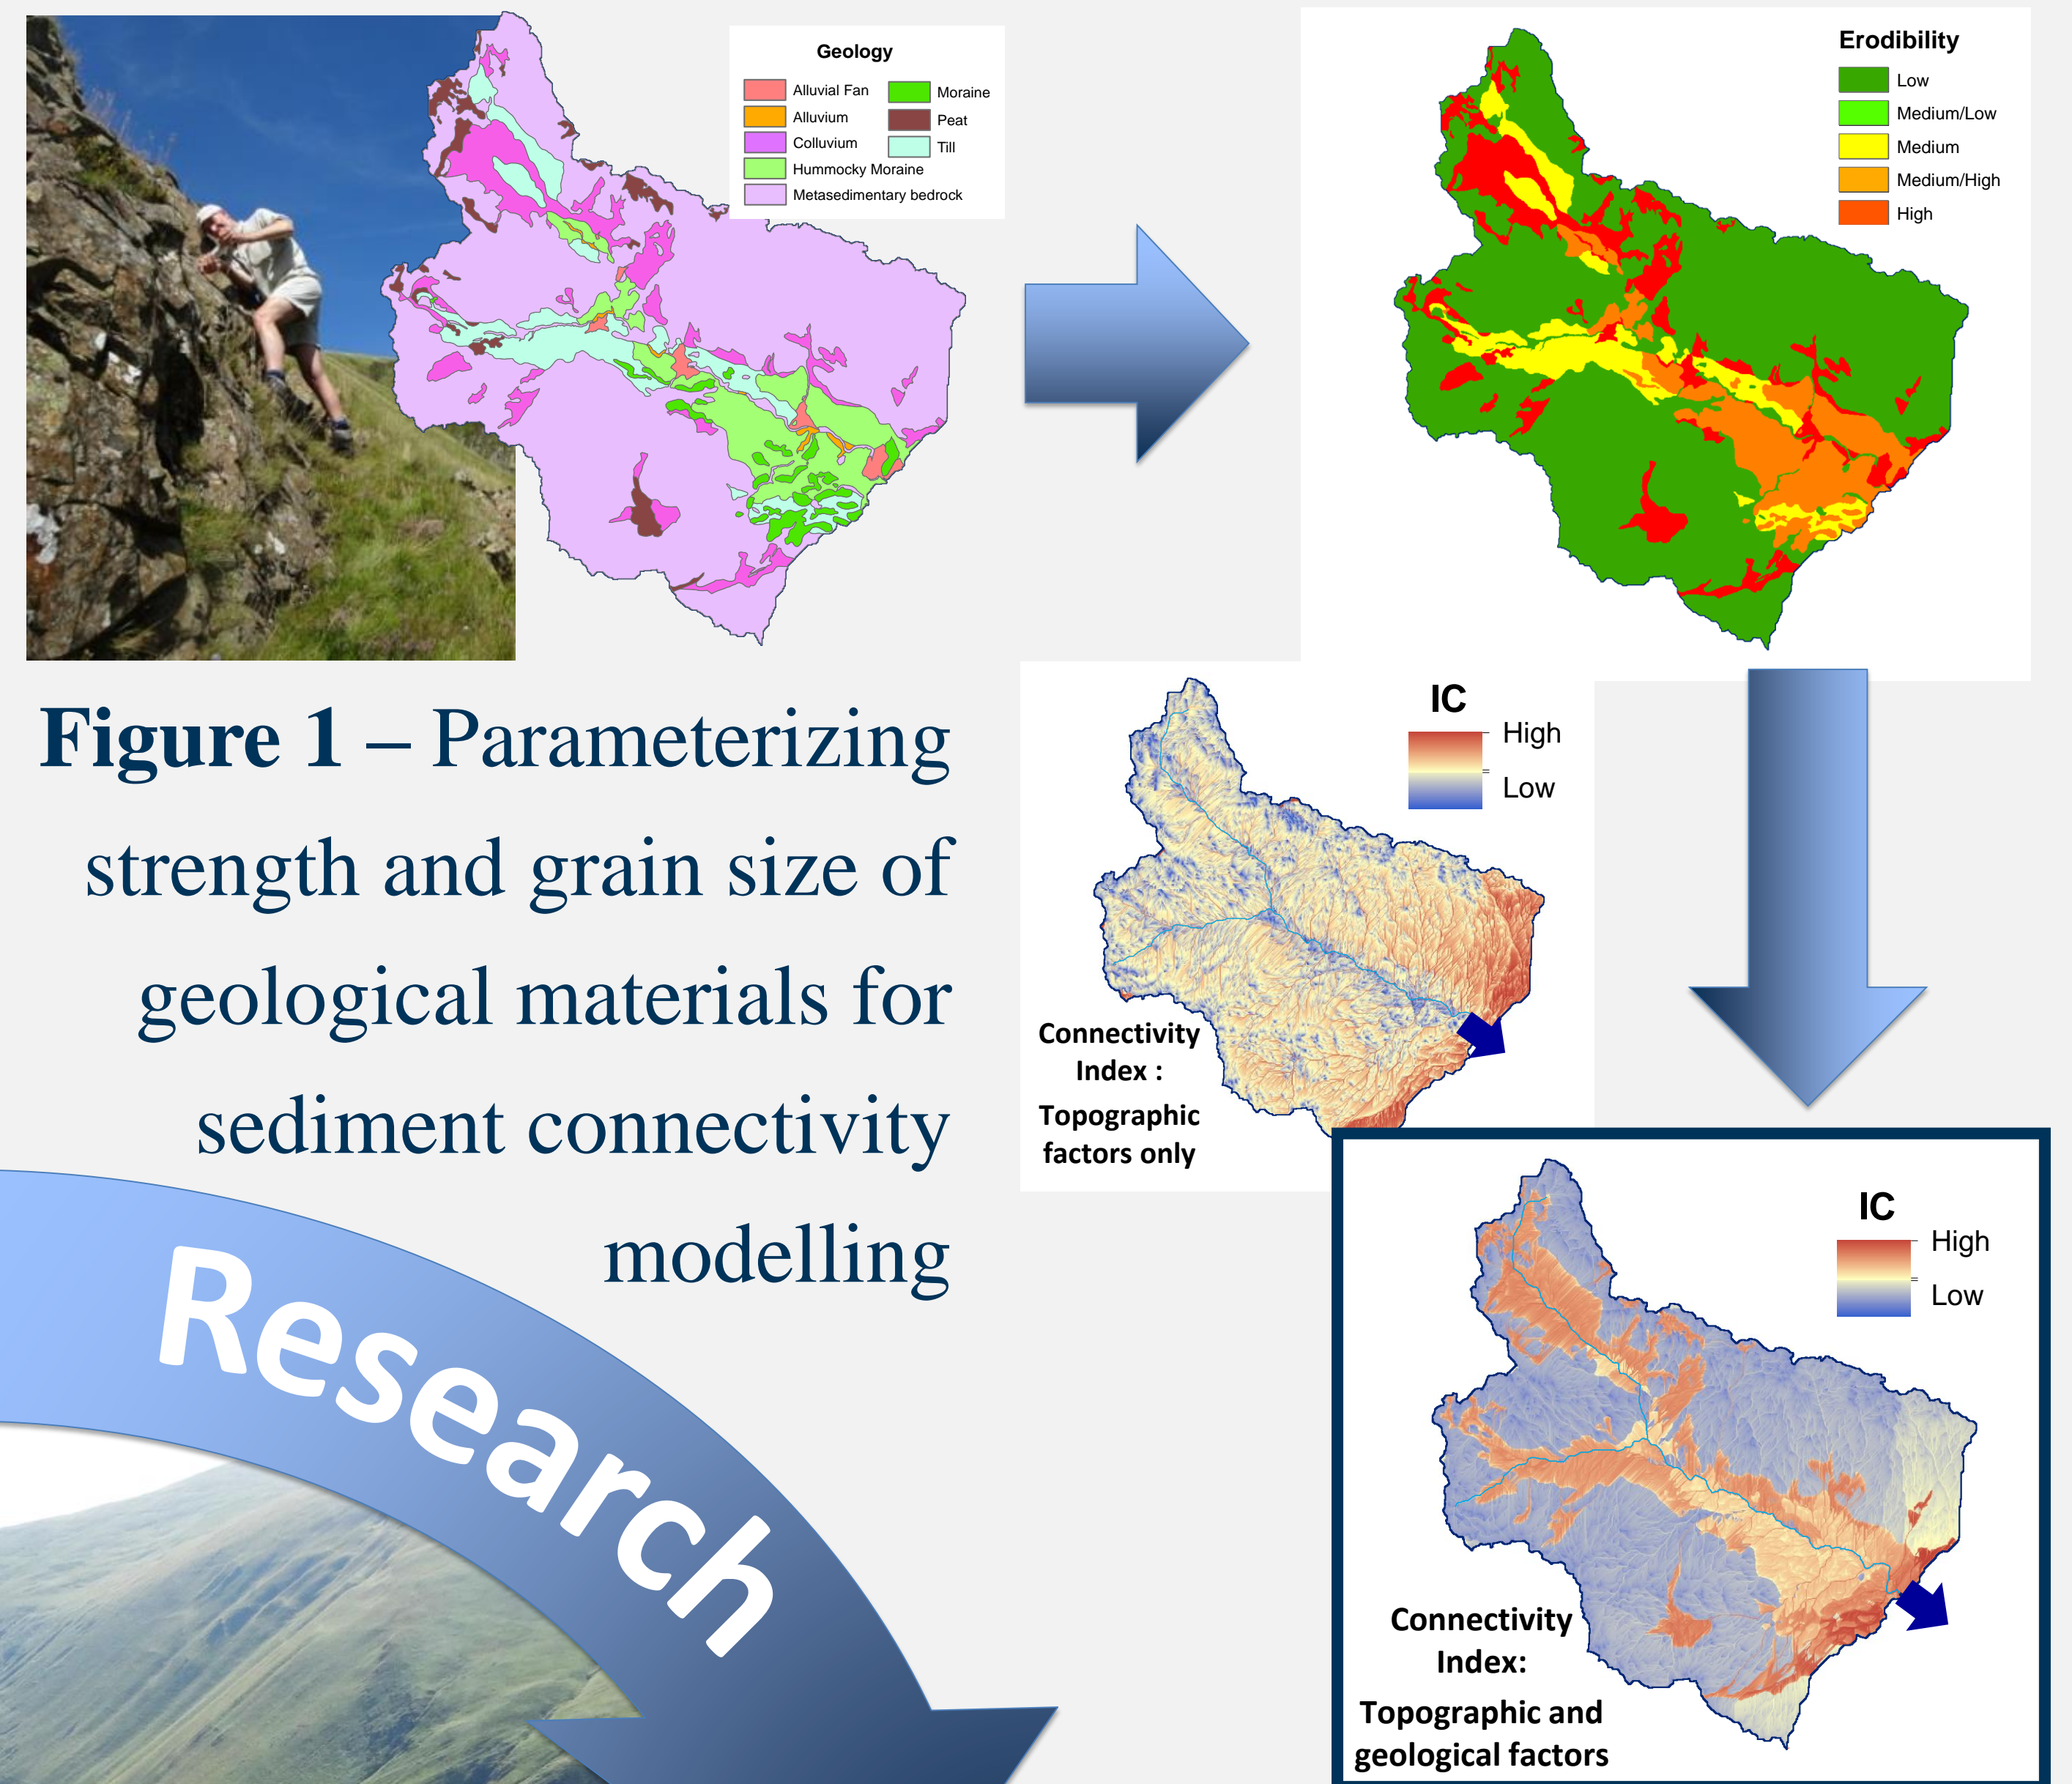 Geology
Alluvial Fan
Alluvium
Colluvium
Hummocky Moraine
Metasedimentary bedrock
Moraine
Peat
Till
Erodibility
Low
Medium/Low
Medium
Medium/High
High
Figure 1 – Parameterizing
strength and grain size of
geological materials for
sediment connectivity
modelling
IC
High
Low
Connectivity
Index :
Topographic
factors only
IC
High
Low
Connectivity
Index:
Topographic and
geological factors
Research